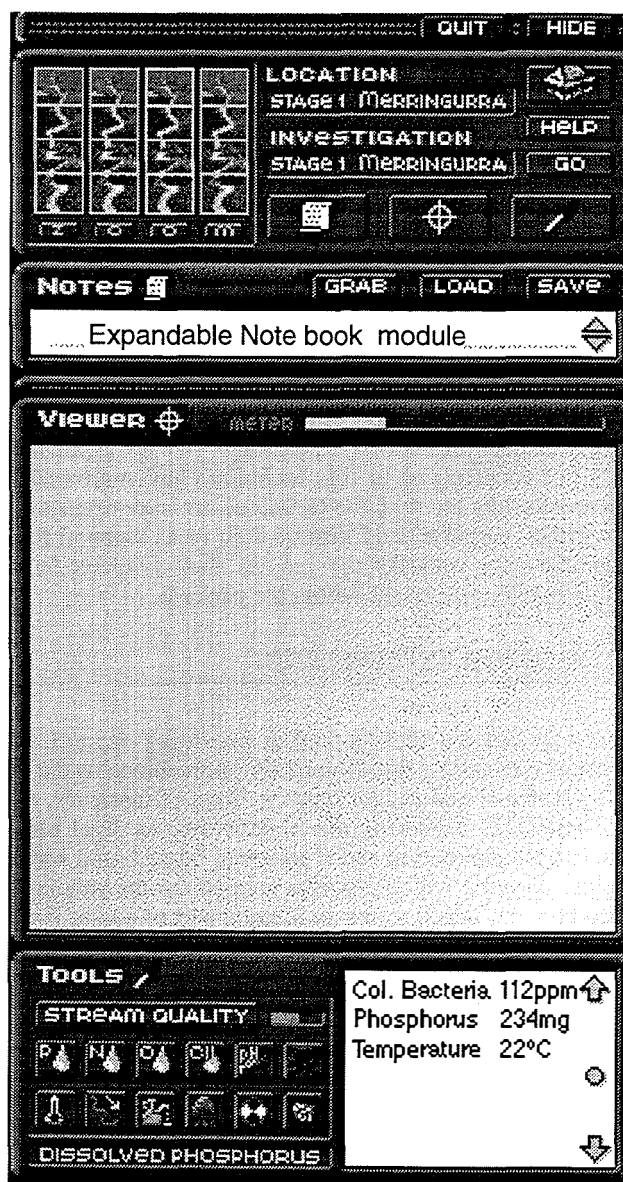 QUIT HIDE
LOCATION
STAGE 1 MERRINGURRA
HELP
INVESTIGATION
STAGE 1 MERRINGURRA
GO
Z O O M
NOTES GRAB LOAD SAVE
Expandable Note book module
VIEWER METER
TOOLS
STREAM QUALITY
P N O Cl pH
DISSOLVED PHOSPHORUS
Col. Bacteria 112ppm
Phosphorus 234mg
Temperature 22°C